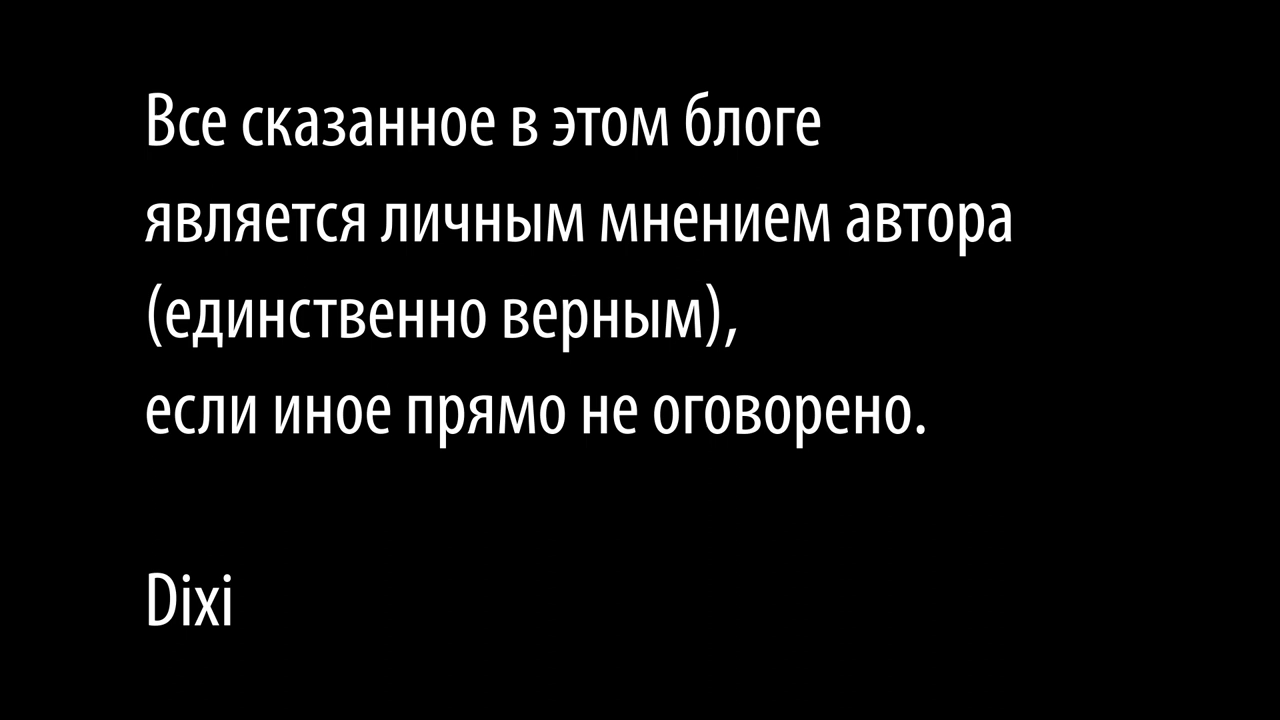 Все сказанное в этом блоге
является личным мнением автора
(единственно верным),
если иное прямо не оговорено.
Dixi